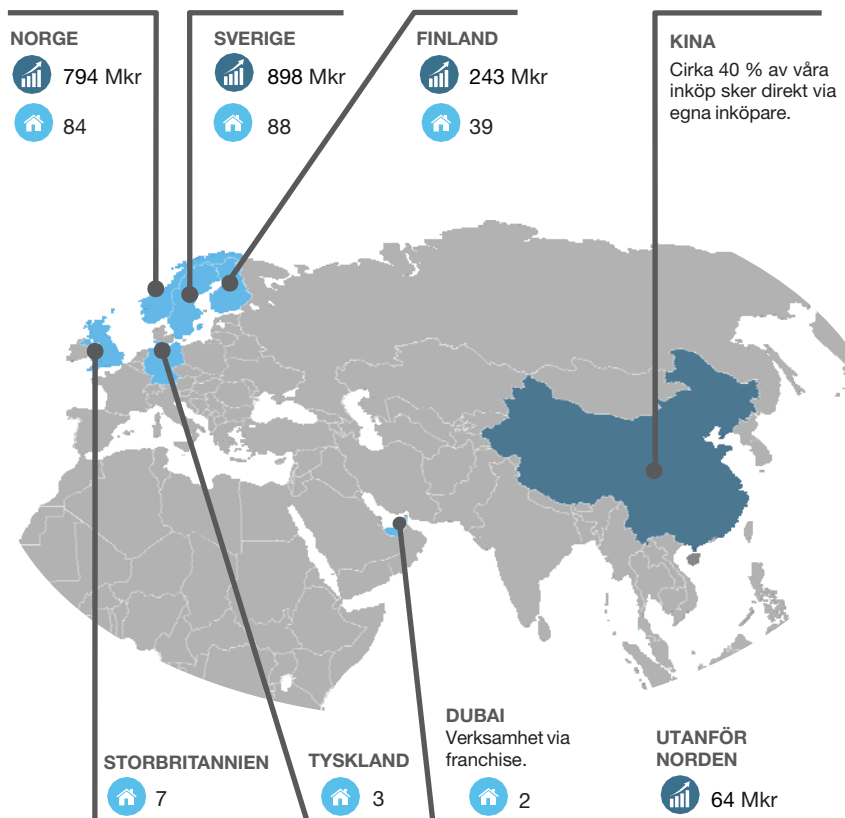 NORGE
794 Mkr
84
SVERIGE
898 Mkr
88
FINLAND
243 Mkr
39
KINA
Cirka 40 % av våra
inköp sker direkt via
egna inköpare.
STORBRITANNIEN
7
TYSKLAND
3
DUBAI
Verksamhet via
franchise.
2
UTANFÖR
NORDEN
64 Mkr